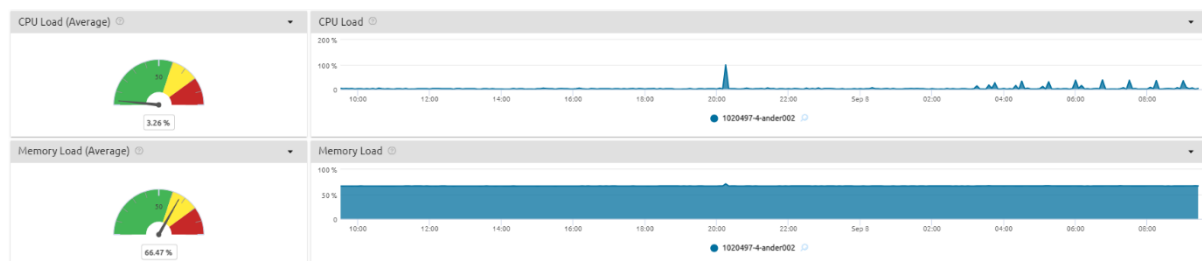 CPU Load (Average)
50
3.26 %
CPU Load
200 %
100 %
0
10:00 12:00 14:00 16:00 18:00 20:00 22:00 Sep 5 02:00 04:00 06:00 08:00
1020497-4-ander002
Memory Load (Average)
50
66.47 %
Memory Load
100 %
50 %
0
10:00 12:00 14:00 16:00 18:00 20:00 22:00 Sep 5 02:00 04:00 06:00 08:00
1020497-4-ander002